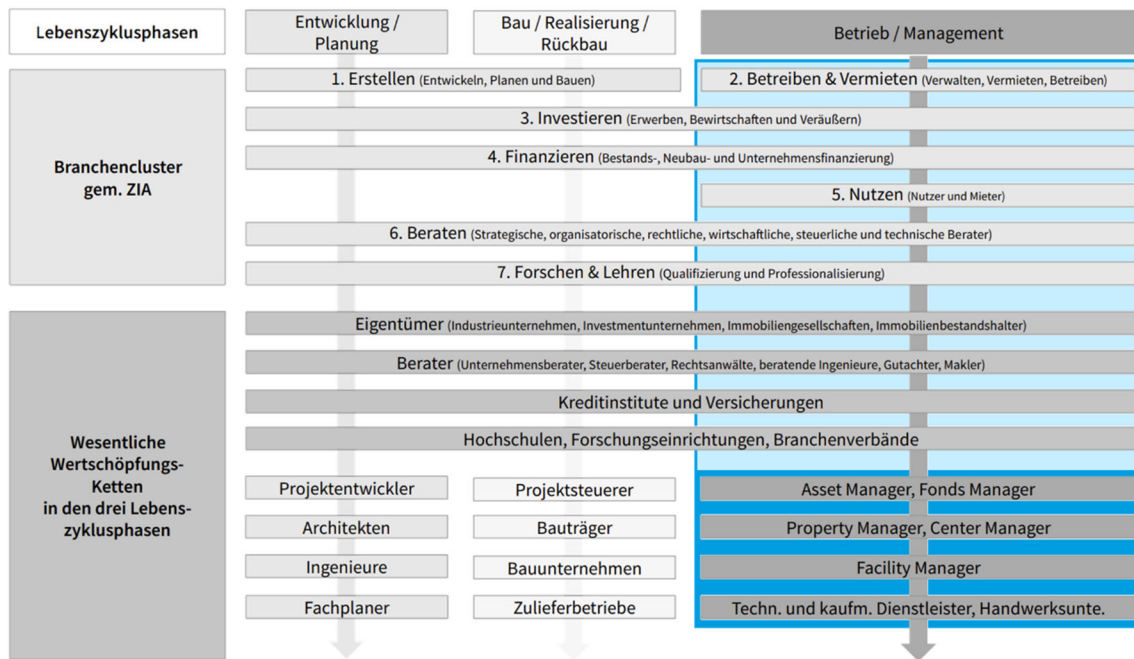 Lebenszyklusphasen
Entwicklung /
Planung
Bau / Realisierung /
Rückbau
Betrieb / Management
Branchencluster
gem. ZIA
1. Erstellen (Entwickeln, Planen und Bauen)
2. Betreiben & Vermieten (Verwalten, Vermieten, Betreiben)
3. Investieren (Erwerben, Bewirtschaften und Veräußern)
4. Finanzieren (Bestands-, Neubau- und Unternehmensfinanzierung)
5. Nutzen (Nutzer und Mieter)
6. Beraten (Strategische, organisatorische, rechtliche, wirtschaftliche, steuerliche und technische Berater)
7. Forschen & Lehren (Qualifizierung und Professionalisierung)
Wesentliche
Wertschöpfungs-
Ketten
in den drei Lebens-
zyklusphasen
Eigentümer (Industrieunternehmen, Investmentunternehmen, Immobiliengesellschaften, Immobilienbestandshalter)
Berater (Unternehmensberater, Steuerberater, Rechtsanwälte, beratende Ingenieure, Gutachter, Makler)
Kreditinstitute und Versicherungen
Hochschulen, Forschungseinrichtungen, Branchenverbände
Projektentwickler
Projektsteuerer
Asset Manager, Fonds Manager
Architekten
Bauträger
Property Manager, Center Manager
Ingenieure
Bauunternehmen
Facility Manager
Fachplaner
Zulieferbetriebe
Techn. und kaufm. Dienstleister, Handwerksunte.